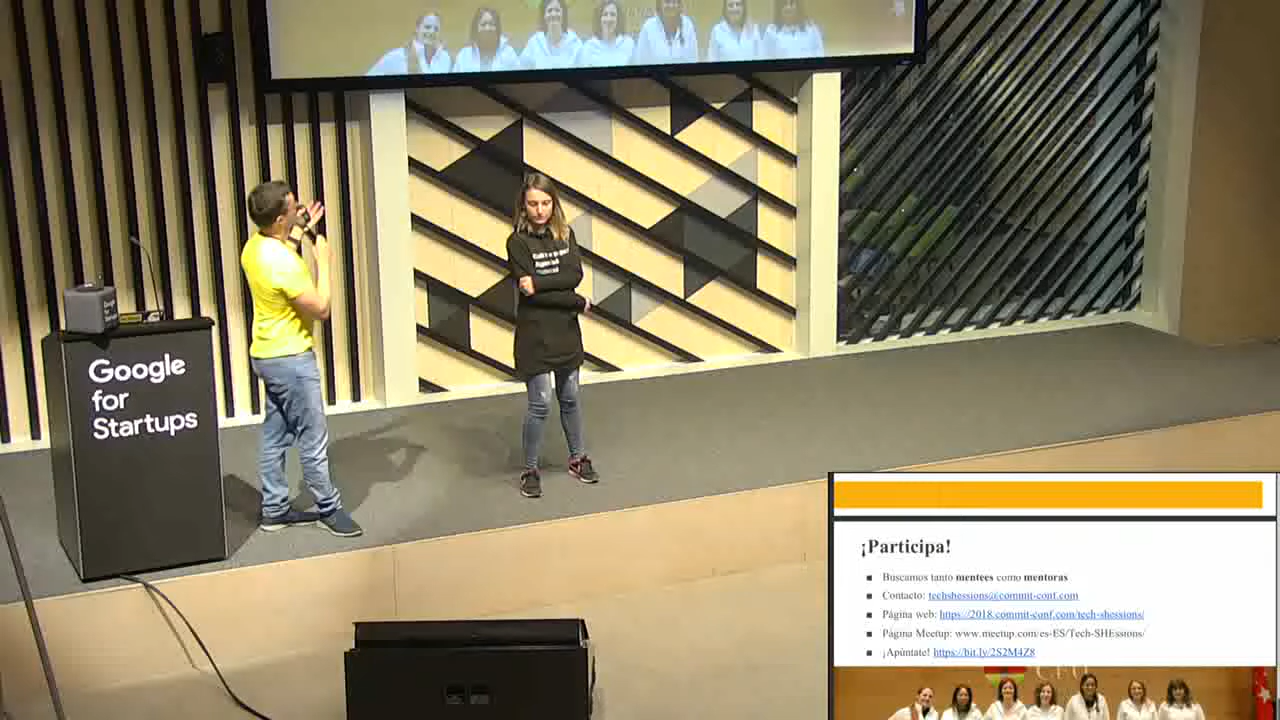 Google
for
Startups
¡Participa!
Buscamos tanto mentees como mentoras
Contacto: techshessions@commit-conf.com
Página web: https://2018.commit-conf.com/tech-shessions/
Página Meetup: www.meetup.com/es-ES/Tech-SHEssions/
¡Apúntate! https://bit.ly/2S2M4Z8